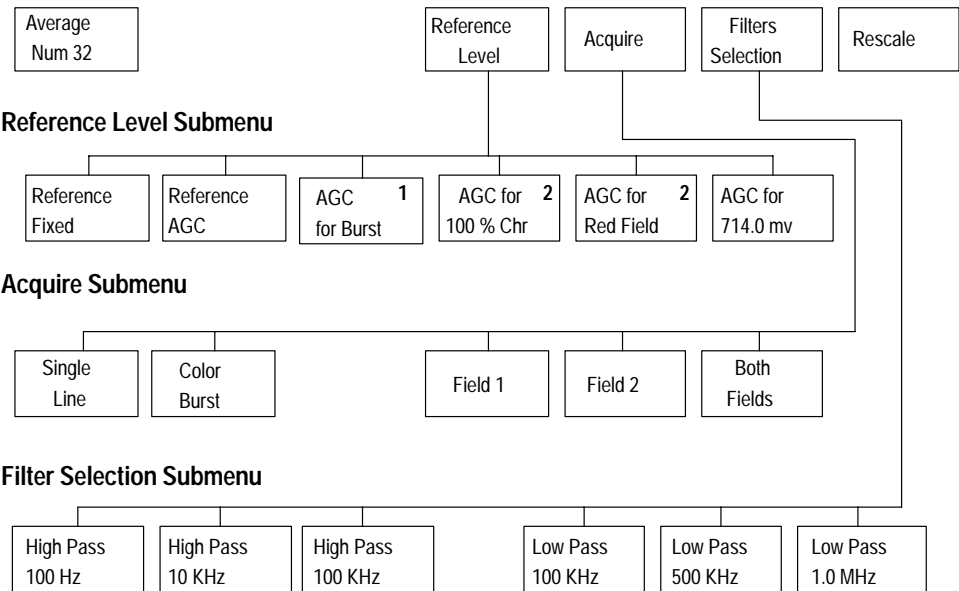 Average
Num 32
Reference
Level
Acquire
Filters
Selection
Rescale
Reference Level Submenu
Reference
Fixed
Reference
AGC
AGC 1
for Burst
AGC for 2
100 % Chr
AGC for 2
Red Field
AGC for
714.0 mv
Acquire Submenu
Single
Line
Color
Burst
Field 1
Field 2
Both
Fields
Filter Selection Submenu
High Pass
100 Hz
High Pass
10 KHz
High Pass
100 KHz
Low Pass
100 KHz
Low Pass
500 KHz
Low Pass
1.0 MHz